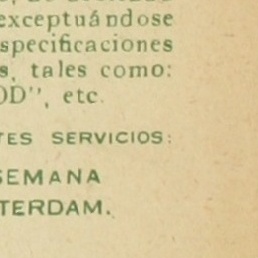 exceptuándose
specificaciones
s, tales como:
OD", etc.
TES SERVICIOS:
SEMANA
TERDAM.